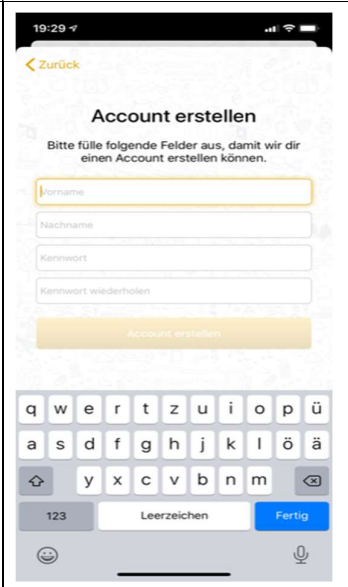 19:29
Zurück
Account erstellen
Bitte fülle folgende Felder aus, damit wir dir
einen Account erstellen können.
Vorname
Nachname
Kennwort
Kennwort wiederholen
Account erstellen
q w e r t z u i o p ü
a s d f g h j k l ö ä
y x c v b n m
123 Leerzeichen Fertig